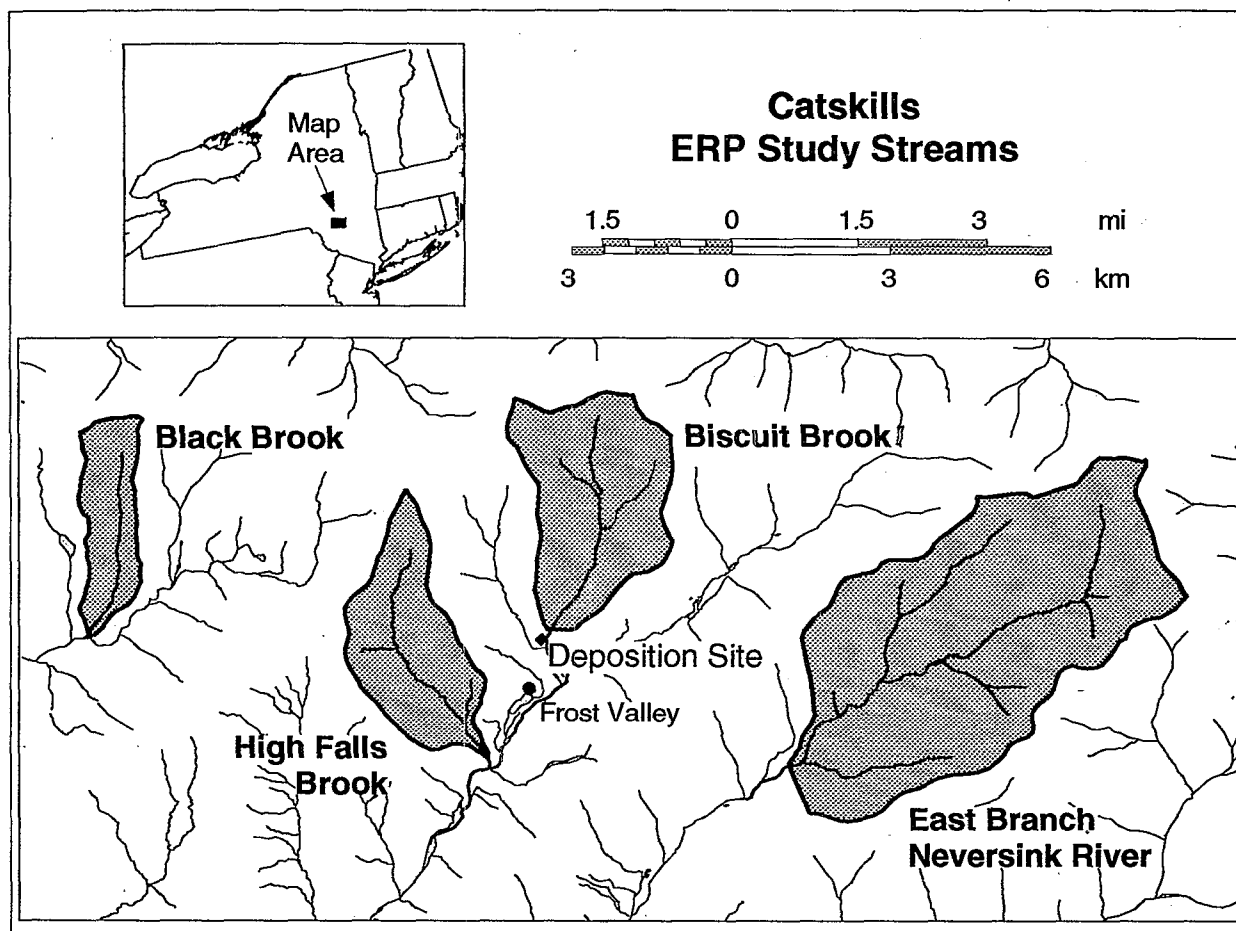 Map
Area
Catskills
ERP Study Streams
1.5 0 1.5 3 mi
3 0 3 6 km
Black Brook
Biscuit Brook
Deposition Site
Frost Valley
High Falls
Brook
East Branch
Neversink River